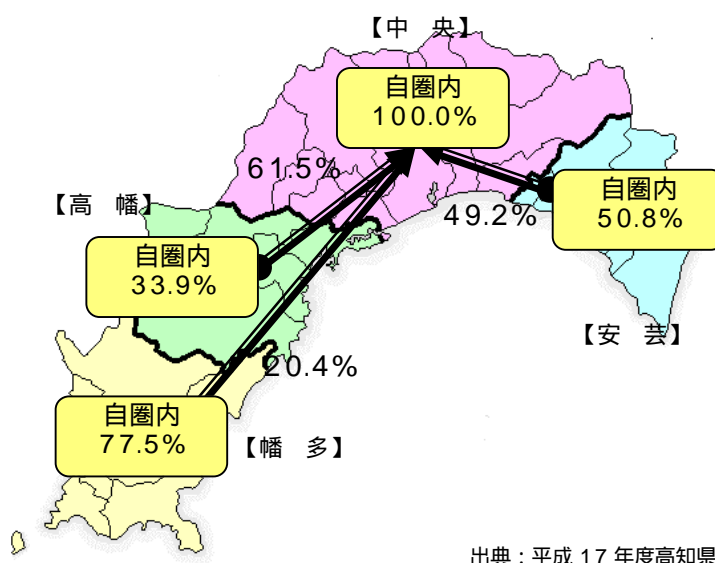 【中　央】
自圏内
100.0%
61.5%
【高　幡】
自圏内
33.9%
49.2%
自圏内
50.8%
【安　芸】
20.4%
自圏内
77.5%
【幡　多】
出典：平成 17 年度高知県